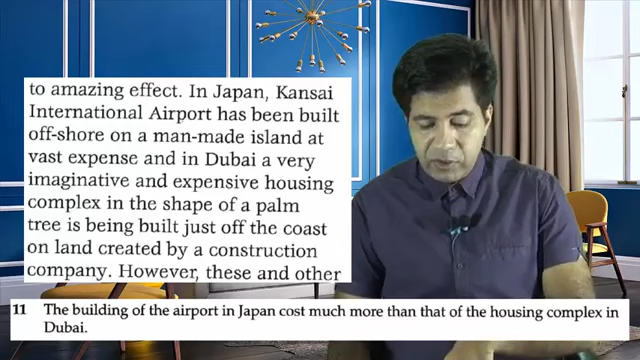 to amazing effect. In Japan, Kansai
International Airport has been built
off-shore on a man-made island at
vast expense and in Dubai a very
imaginative and expensive housing
complex in the shape of a palm
tree is being built just off the coast
on land created by a construction
company. However, these and other
11 The building of the airport in Japan cost much more than that of the housing complex in
Dubai.